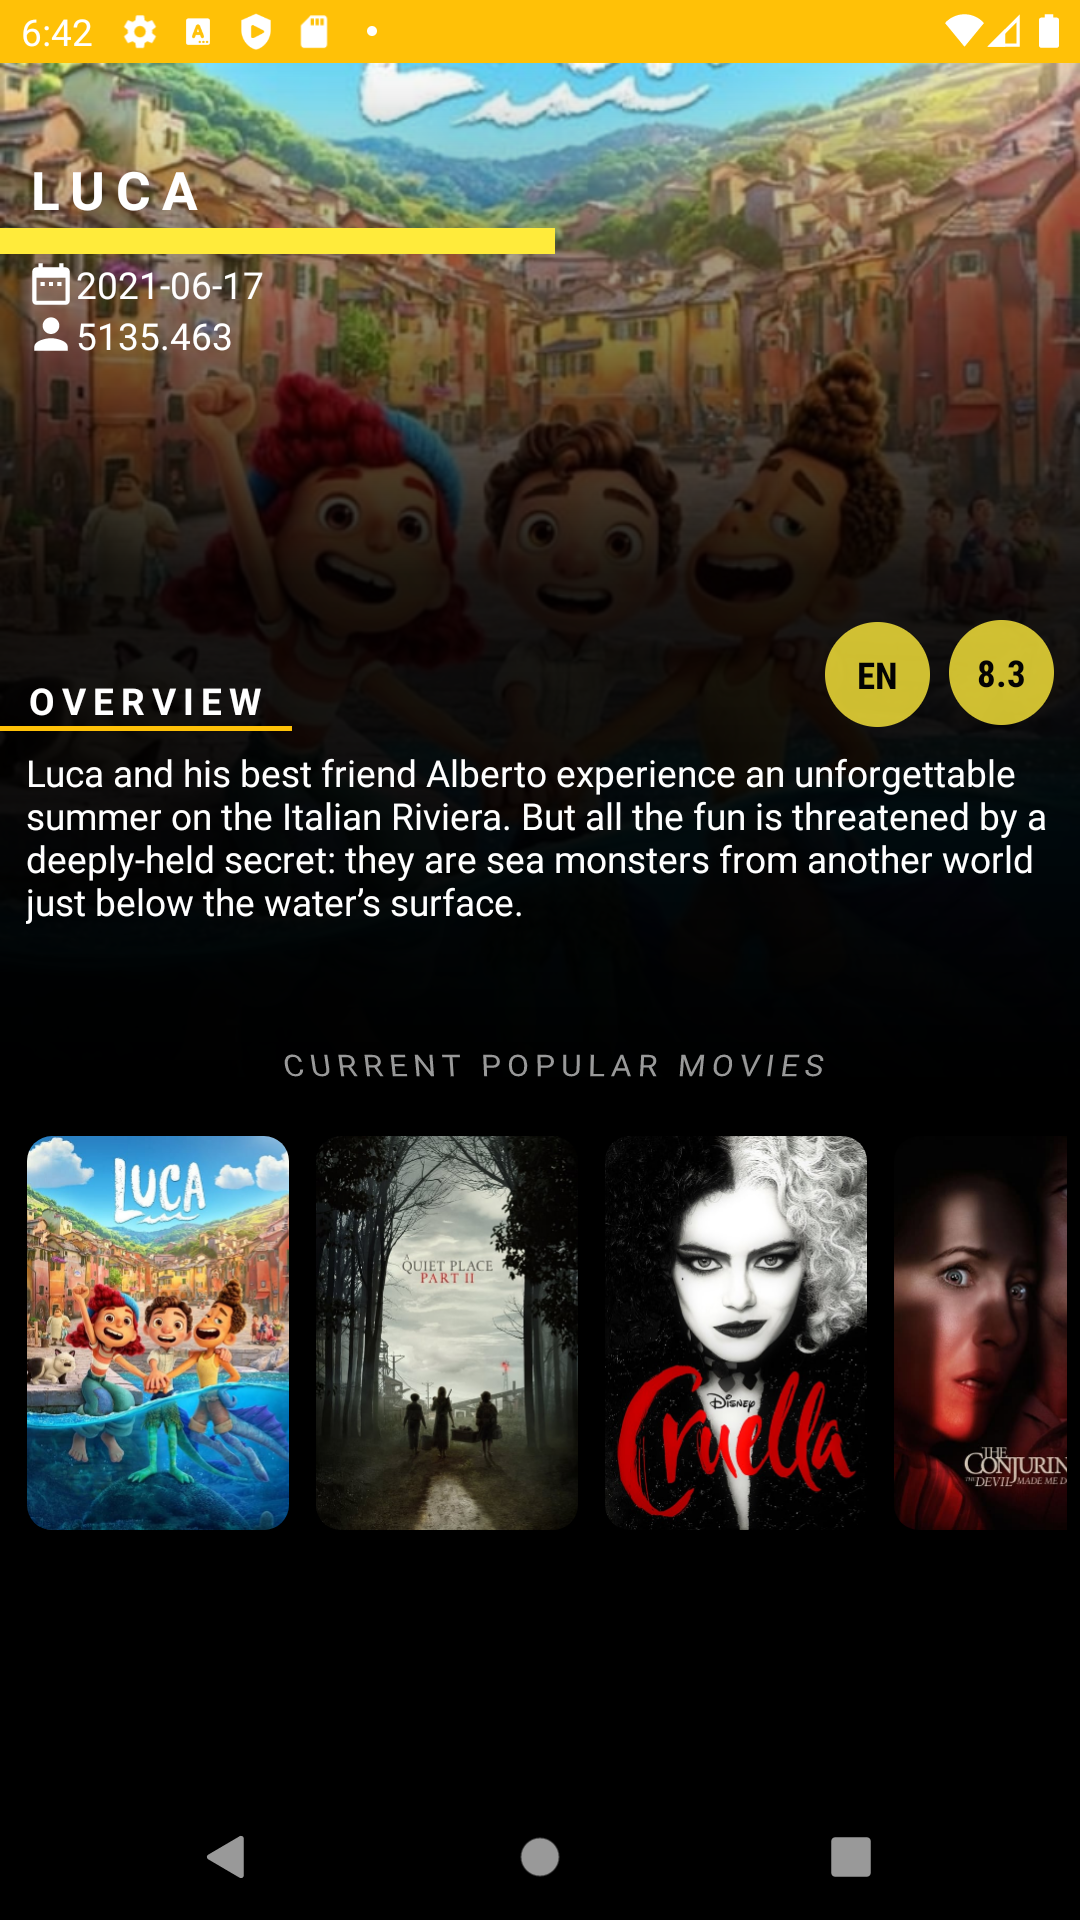 6:42
LUCA
2021-06-17
5135.463
EN
8.3
OVERVIEW
Luca and his best friend Alberto experience an unforgettable
summer on the Italian Riviera. But all the fun is threatened by a
deeply-held secret: they are sea monsters from another world
just below the water’s surface.
CURRENT POPULAR MOVIES
LUCA
A
QUIET PLACE
PART II
Disney
Cruella
THE
CONJURIN
THE DEVIL MADE ME D